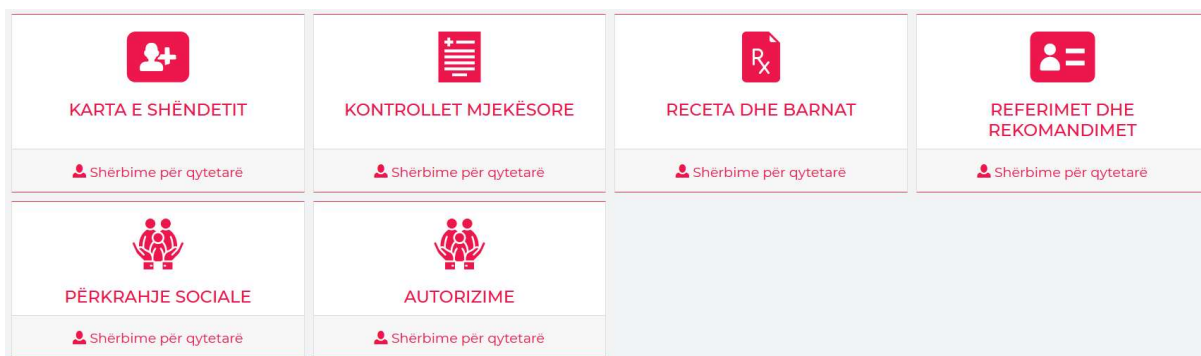 KARTA E SHËNDETIT
KONTROLLET MJEKËSORE
RECETA DHE BARNAT
REFERIMET DHE
REKOMANDIMET
Shërbime për qytetarë
Shërbime për qytetarë
Shërbime për qytetarë
Shërbime për qytetarë
PËRKRAHJE SOCIALE
AUTORIZIME
Shërbime për qytetarë
Shërbime për qytetarë